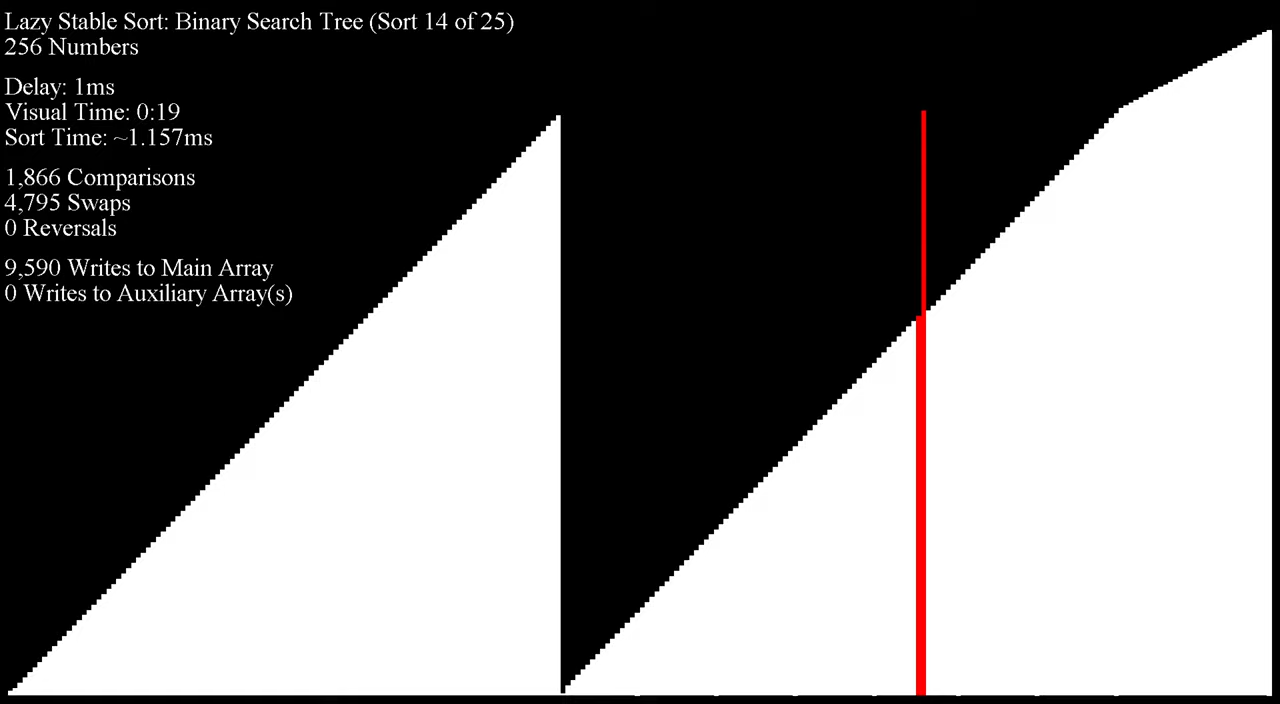 Lazy Stable Sort: Binary Search Tree (Sort 14 of 25)
256 Numbers
Delay: 1ms
Visual Time: 0:19
Sort Time: ~1.157ms
1,866 Comparisons
4,795 Swaps
0 Reversals
9,590 Writes to Main Array
0 Writes to Auxiliary Array(s)